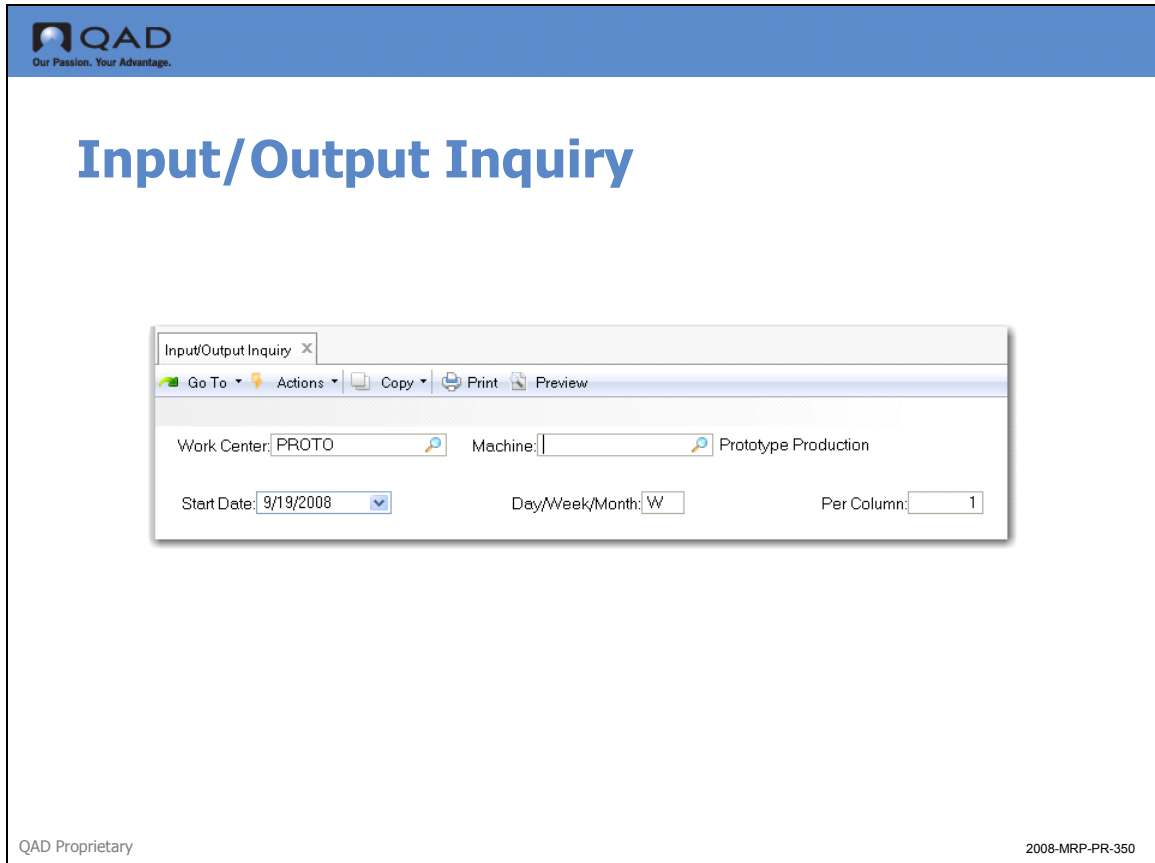 QAD
Our Passion. Your Advantage.
Input/Output Inquiry
Input/Output Inquiry X
Go To Actions Copy Print Preview
Work Center: PROTO Machine: Prototype Production
Start Date: 9/19/2008 Day/Week/Month: W Per Column: 1
QAD Proprietary 2008-MRP-PR-350